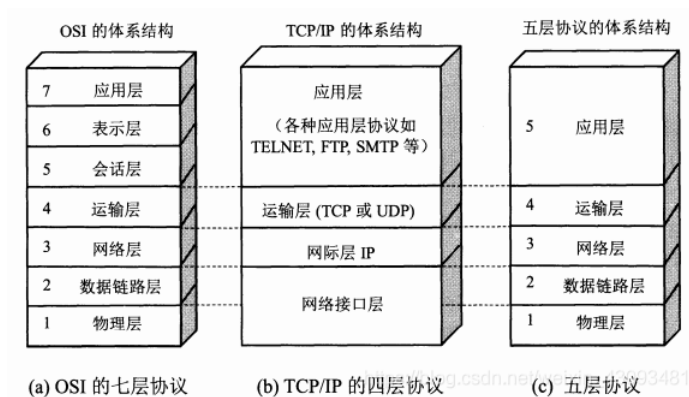 OSI 的体系结构
7 应用层
6 表示层
5 会话层
4 运输层
3 网络层
2 数据链路层
1 物理层
(a) OSI 的七层协议
TCP/IP 的体系结构
应用层
（各种应用层协议如
TELNET, FTP, SMTP 等）
运输层 (TCP 或 UDP)
网际层 IP
网络接口层
(b) TCP/IP 的四层协议
五层协议的体系结构
5 应用层
4 运输层
3 网络层
2 数据链路层
1 物理层
(c) 五层协议